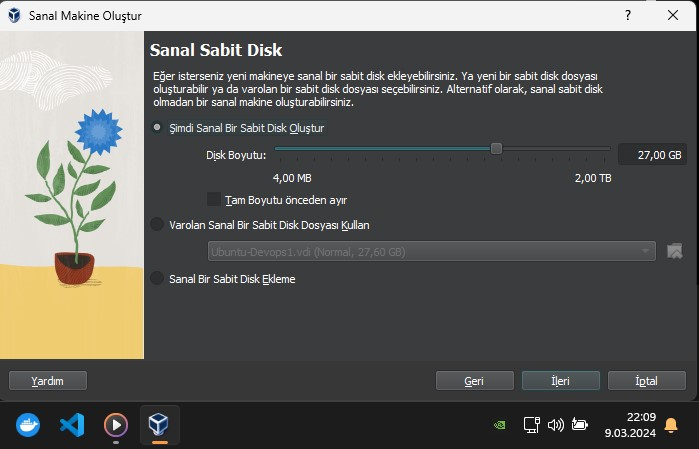 Sanal Makine Oluştur
?
Sanal Sabit Disk
Eğer isterseniz yeni makineye sanal bir sabit disk ekleyebilirsiniz. Ya yeni bir sabit disk dosyası
oluşturabilir ya da varolan bir sabit disk dosyası seçebilirsiniz. Alternatif olarak, sanal sabit disk
olmadan bir sanal makine oluşturabilirsiniz.
Şimdi Sanal Bir Sabit Disk Oluştur
Disk Boyutu:
27,00 GB
4,00 MB
2,00 TB
Tam Boyutu önceden ayır
Varolan Sanal Bir Sabit Disk Dosyası Kullan
Ubuntu-Devops1.vdi (Normal, 27,60 GB)
Sanal Bir Sabit Disk Ekleme
Yardım
Geri
İleri
İptal
22:09
9.03.2024